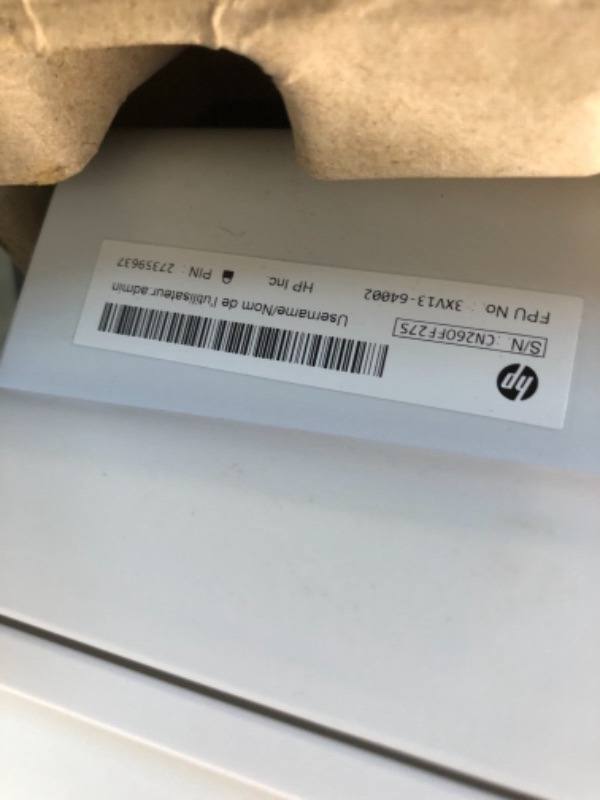 hp
S/N: CN260FF275
Username/Nom de l'utilisateur:admin
FPU No.: 3XV13-64002 HP Inc. PIN: 27359637